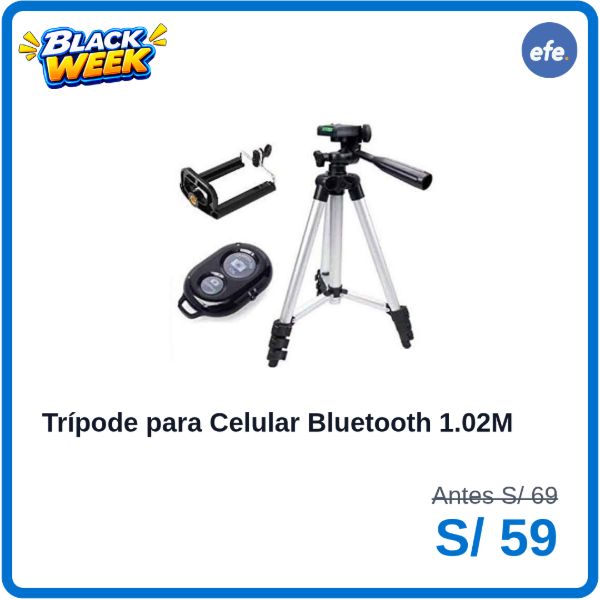 BLACK
WEEK
efe.
Trípode para Celular Bluetooth 1.02M
Antes S/ 69
S/ 59